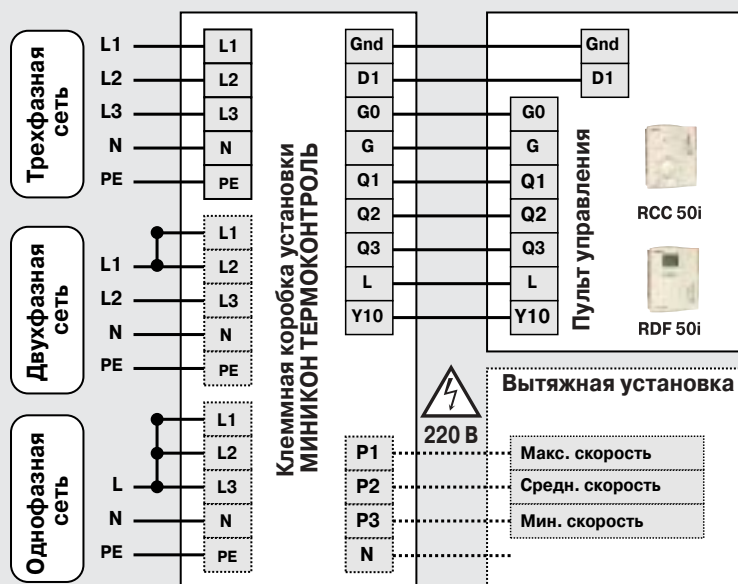 Трехфазная
сеть
L1
L2
L3
N
PE
L1
L2
L3
N
PE
Двухфазная
сеть
L1
L2
N
PE
L1
L2
L3
N
PE
Однофазная
сеть
L
N
PE
L1
L2
L3
N
PE
Клеммная коробка установки
МИНИКОН ТЕРМОКОНТРОЛЬ
Gnd
D1
G0
G
Q1
Q2
Q3
L
Y10
P1
P2
P3
N
Gnd
D1
G0
G
Q1
Q2
Q3
L
Y10
Пульт управления
RCC 50i
RDF 50i
220 В
Вытяжная установка
Макс. скорость
Средн. скорость
Мин. скорость